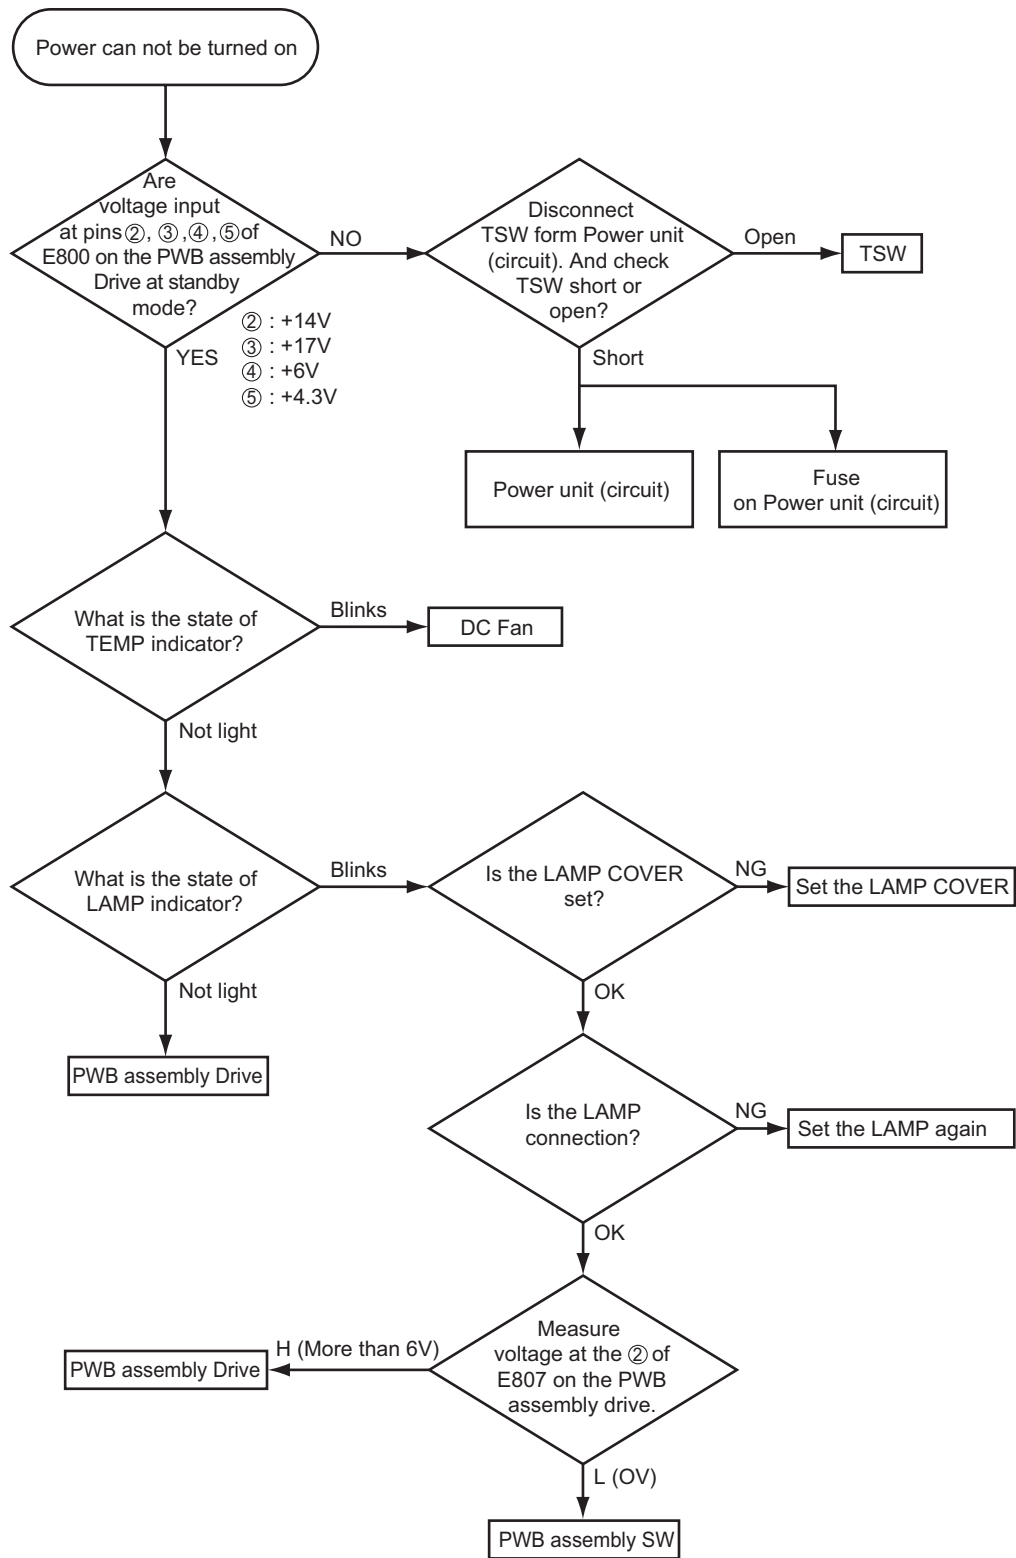 Power can not be turned on
Are
voltage input
at pins ②, ③, ④, ⑤ of
E800 on the PWB assembly
Drive at standby
mode?
NO
② : +14V
③ : +17V
④ : +6V
⑤ : +4.3V
YES
Disconnect
TSW form Power unit
(circuit). And check
TSW short or
open?
Open
TSW
Short
Power unit (circuit)
Fuse
on Power unit (circuit)
What is the state of
TEMP indicator?
Blinks
DC Fan
Not light
What is the state of
LAMP indicator?
Blinks
Not light
PWB assembly Drive
Is the LAMP COVER
set?
NG
Set the LAMP COVER
OK
Is the LAMP
connection?
NG
Set the LAMP again
OK
Measure
voltage at the ② of
E807 on the PWB
assembly drive.
H (More than 6V)
PWB assembly Drive
L (OV)
PWB assembly SW